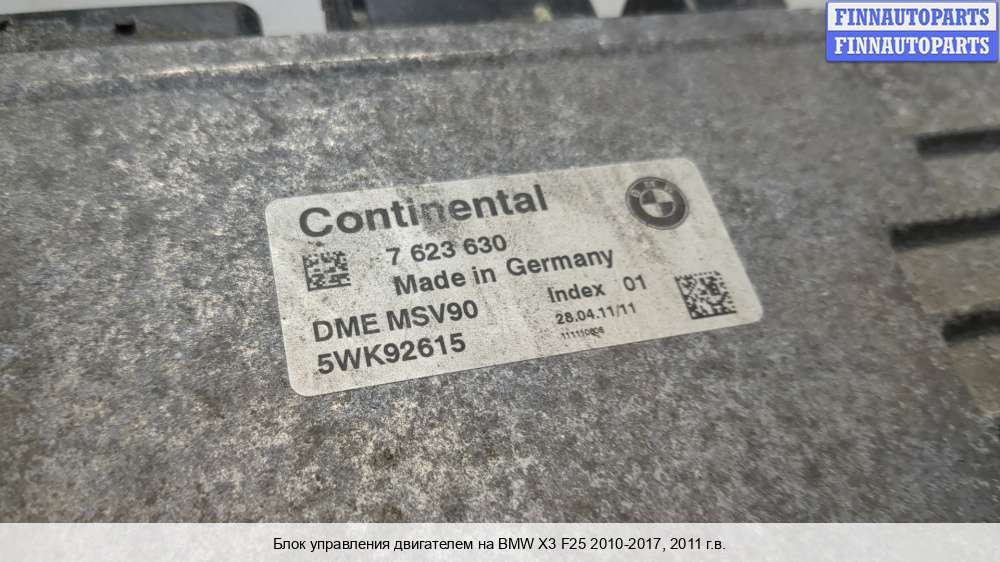 FINNAUTOPARTS
FINNAUTOPARTS
Continental
BMW
7 623 630
Made in Germany
DME MSV90
Index 01
28.04.11/11
5WK92615
Блок управления двигателем на BMW X3 F25 2010-2017, 2011 г.в.